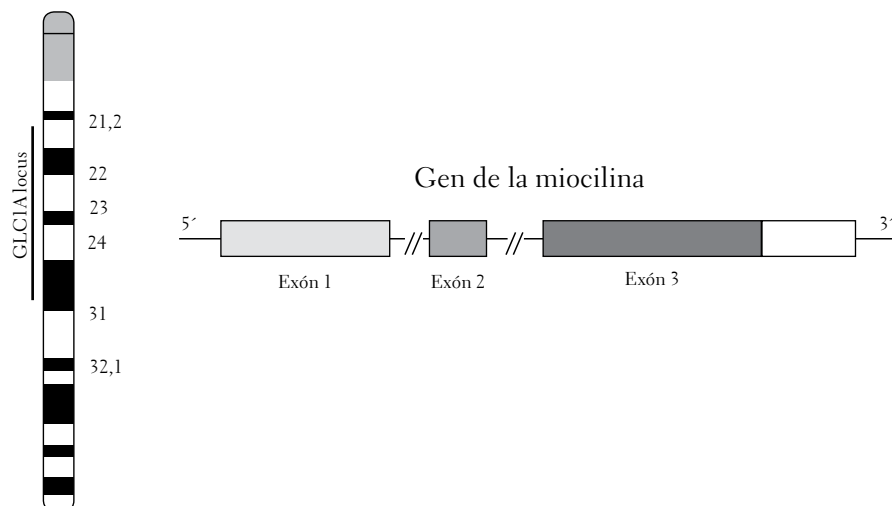 GLC1A locus
21,2
22
23
24
31
32,1
Gen de la miocilina
5´
3´
Exón 1
Exón 2
Exón 3